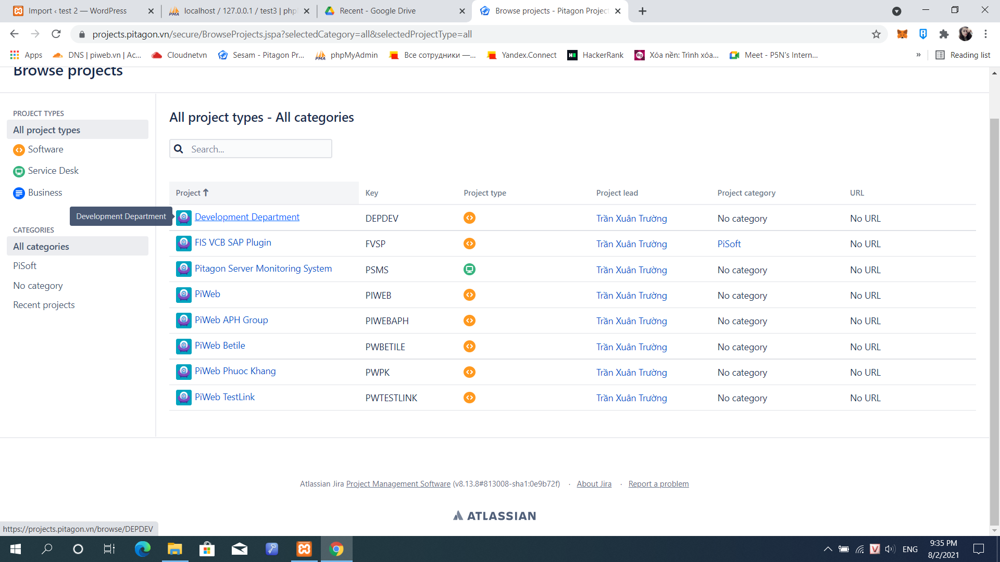 Import ‹ test 2 — WordPress
localhost / 127.0.0.1 / test3 | php
Recent - Google Drive
Browse projects - Pitagon Projec
projects.pitagon.vn/secure/BrowseProjects.jspa?selectedCategory=all&selectedProjectType=all
Apps
DNS | piweb.vn | Ac...
Cloudnetvn
Sesam - Pitagon Pr...
phpMyAdmin
Все сотрудники —...
Yandex.Connect
HackerRank
Xóa nền: Trình xóa...
Meet - P5N's Intern...
»
Reading list
Browse projects
PROJECT TYPES
All project types
Software
Service Desk
Business
CATEGORIES
All categories
PiSoft
No category
Recent projects
All project types - All categories
Search...
Project Key Project type Project lead Project category URL
Development Department
Development Department DEPDEV Trần Xuân Trường No category No URL
FIS VCB SAP Plugin FVSP Trần Xuân Trường PiSoft No URL
Pitagon Server Monitoring System PSMS Trần Xuân Trường No category No URL
PiWeb PIWEB Trần Xuân Trường No category No URL
PiWeb APH Group PIWEBAPH Trần Xuân Trường No category No URL
PiWeb Betile PWBETILE Trần Xuân Trường No category No URL
PiWeb Phuoc Khang PWPK Trần Xuân Trường No category No URL
PiWeb TestLink PWTESTLINK Trần Xuân Trường No category No URL
Atlassian Jira Project Management Software (v8.13.8#813008-sha1:0e9b72f) · About Jira · Report a problem
ATLASSIAN
https://projects.pitagon.vn/browse/DEPDEV
ENG
9:35 PM
8/2/2021